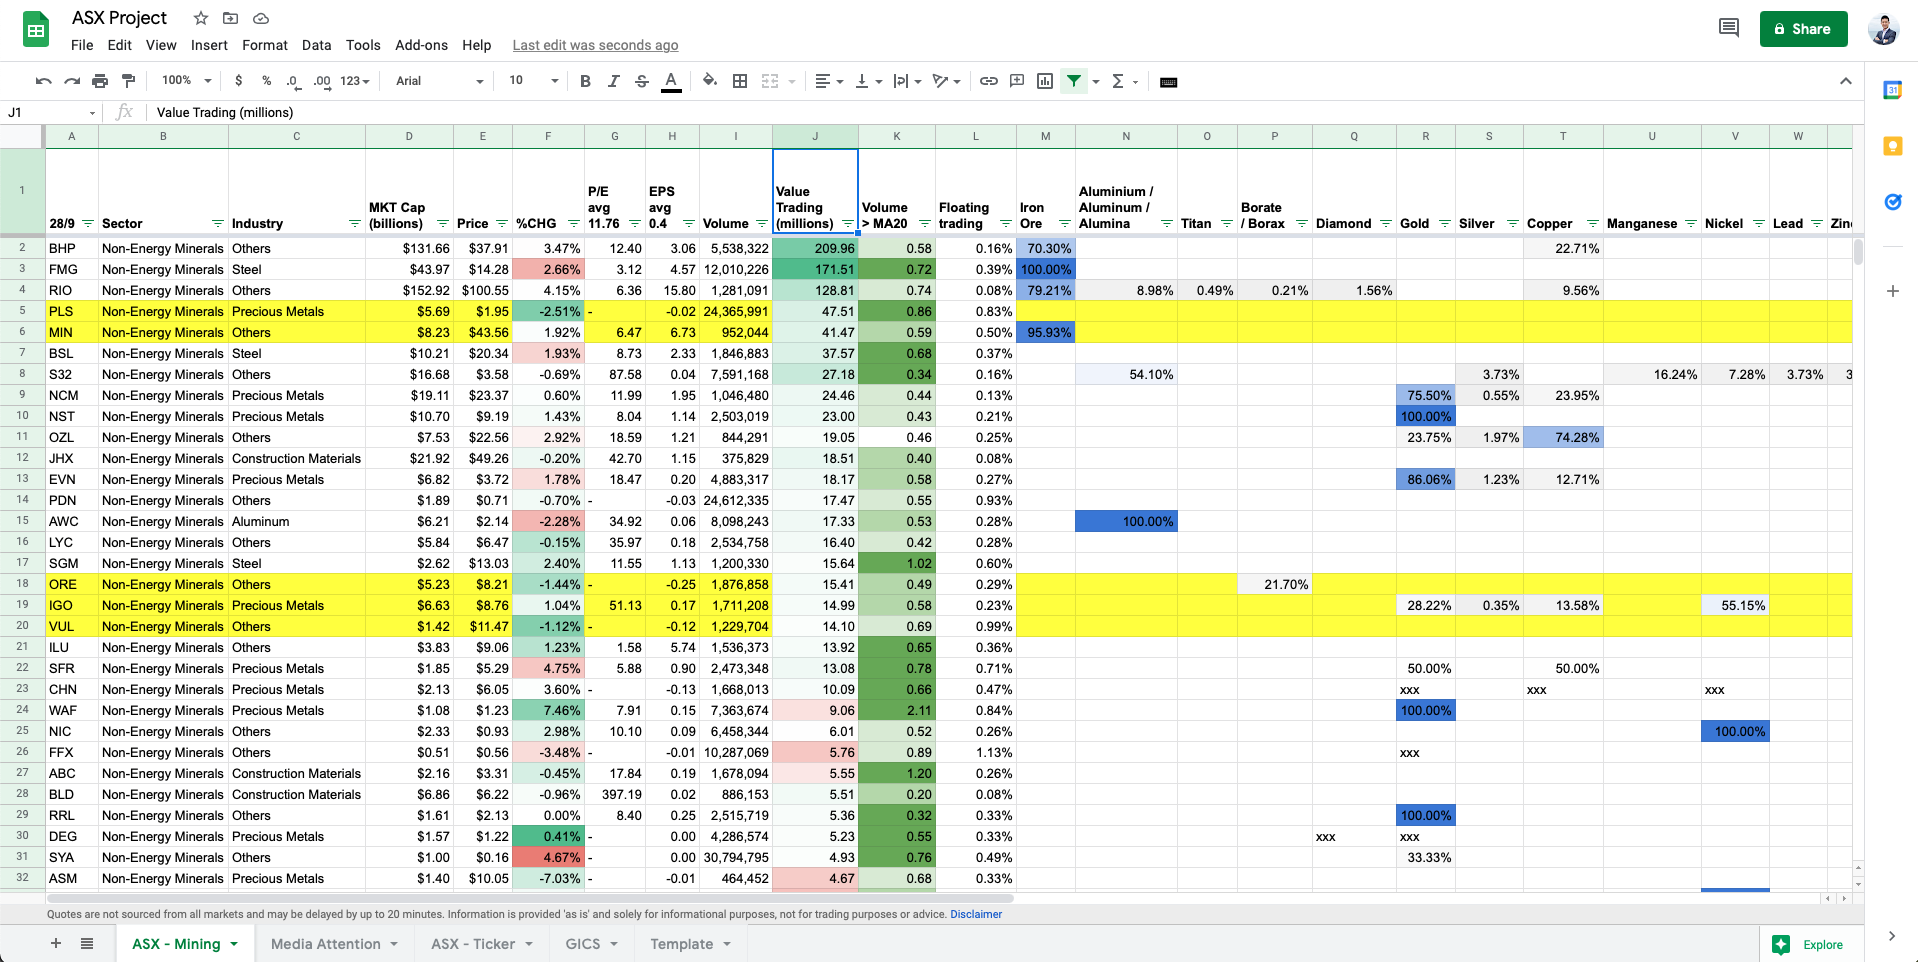 ASX Project
File Edit View Insert Format Data Tools Add-ons Help Last edit was seconds ago
Share
100% $ % .0 .00 123 Arial 10 B I S A
31
J1 fx Value Trading (millions)
A B C D E F G H I J K L M N O P Q R S T U V W
1 28/9 Sector Industry MKT Cap (billions) Price %CHG P/E avg 11.76 EPS avg 0.4 Volume Value Trading (millions) Volume > MA20 Floating trading Iron Ore Aluminium / Aluminum / Alumina Titan Borate / Borax Diamond Gold Silver Copper Manganese Nickel Lead Zin
2 BHP Non-Energy Minerals Others $131.66 $37.91 3.47% 12.40 3.06 5,538,322 209.96 0.58 0.16% 70.30% 22.71%
3 FMG Non-Energy Minerals Steel $43.97 $14.28 2.66% 3.12 4.57 12,010,226 171.51 0.72 0.39% 100.00%
4 RIO Non-Energy Minerals Others $152.92 $100.55 4.15% 6.36 15.80 1,281,091 128.81 0.74 0.08% 79.21% 8.98% 0.49% 0.21% 1.56% 9.56%
5 PLS Non-Energy Minerals Precious Metals $5.69 $1.95 -2.51% - -0.02 24,365,991 47.51 0.86 0.83%
6 MIN Non-Energy Minerals Others $8.23 $43.56 1.92% 6.47 6.73 952,044 41.47 0.59 0.50% 95.93%
7 BSL Non-Energy Minerals Steel $10.21 $20.34 1.93% 8.73 2.33 1,846,883 37.57 0.68 0.37%
8 S32 Non-Energy Minerals Others $16.68 $3.58 -0.69% 87.58 0.04 7,591,168 27.18 0.34 0.16% 54.10% 3.73% 16.24% 7.28% 3.73% 3
9 NCM Non-Energy Minerals Precious Metals $19.11 $23.37 0.60% 11.99 1.95 1,046,480 24.46 0.44 0.13% 75.50% 0.55% 23.95%
10 NST Non-Energy Minerals Precious Metals $10.70 $9.19 1.43% 8.04 1.14 2,503,019 23.00 0.43 0.21% 100.00%
11 OZL Non-Energy Minerals Others $7.53 $22.56 2.92% 18.59 1.21 844,291 19.05 0.46 0.25% 23.75% 1.97% 74.28%
12 JHX Non-Energy Minerals Construction Materials $21.92 $49.26 -0.20% 42.70 1.15 375,829 18.51 0.40 0.08%
13 EVN Non-Energy Minerals Precious Metals $6.82 $3.72 1.78% 18.47 0.20 4,883,317 18.17 0.58 0.27% 86.06% 1.23% 12.71%
14 PDN Non-Energy Minerals Others $1.89 $0.71 -0.70% - -0.03 24,612,335 17.47 0.55 0.93%
15 AWC Non-Energy Minerals Aluminum $6.21 $2.14 -2.28% 34.92 0.06 8,098,243 17.33 0.53 0.28% 100.00%
16 LYC Non-Energy Minerals Others $5.84 $6.47 -0.15% 35.97 0.18 2,534,758 16.40 0.42 0.28%
17 SGM Non-Energy Minerals Steel $2.62 $13.03 2.40% 11.55 1.13 1,200,330 15.64 1.02 0.60%
18 ORE Non-Energy Minerals Others $5.23 $8.21 -1.44% - -0.25 1,876,858 15.41 0.49 0.29% 21.70%
19 IGO Non-Energy Minerals Precious Metals $6.63 $8.76 1.04% 51.13 0.17 1,711,208 14.99 0.58 0.23% 28.22% 0.35% 13.58% 55.15%
20 VUL Non-Energy Minerals Others $1.42 $11.47 -1.12% - -0.12 1,229,704 14.10 0.69 0.99%
21 ILU Non-Energy Minerals Others $3.83 $9.06 1.23% 1.58 5.74 1,536,373 13.92 0.65 0.36%
22 SFR Non-Energy Minerals Precious Metals $1.85 $5.29 4.75% 5.88 0.90 2,473,348 13.08 0.78 0.71% 50.00% 50.00%
23 CHN Non-Energy Minerals Precious Metals $2.13 $6.05 3.60% - -0.13 1,668,013 10.09 0.66 0.47% xxx xxx xxx
24 WAF Non-Energy Minerals Precious Metals $1.08 $1.23 7.46% 7.91 0.15 7,363,674 9.06 2.11 0.84% 100.00%
25 NIC Non-Energy Minerals Others $2.33 $0.93 2.98% 10.10 0.09 6,458,344 6.01 0.52 0.26% 100.00%
26 FFX Non-Energy Minerals Others $0.51 $0.56 -3.48% - -0.01 10,287,069 5.76 0.89 1.13% xxx
27 ABC Non-Energy Minerals Construction Materials $2.16 $3.31 -0.45% 17.84 0.19 1,678,094 5.55 1.20 0.26%
28 BLD Non-Energy Minerals Construction Materials $6.86 $6.22 -0.96% 397.19 0.02 886,153 5.51 0.20 0.08%
29 RRL Non-Energy Minerals Others $1.61 $2.13 0.00% 8.40 0.25 2,515,719 5.36 0.32 0.33% 100.00%
30 DEG Non-Energy Minerals Precious Metals $1.57 $1.22 0.41% - 0.00 4,286,574 5.23 0.55 0.33% xxx xxx
31 SYA Non-Energy Minerals Others $1.00 $0.16 4.67% - 0.00 30,794,795 4.93 0.76 0.49% 33.33%
32 ASM Non-Energy Minerals Precious Metals $1.40 $10.05 -7.03% - -0.01 464,452 4.67 0.68 0.33%
Quotes are not sourced from all markets and may be delayed by up to 20 minutes. Information is provided 'as is' and solely for informational purposes, not for trading purposes or advice. Disclaimer
ASX - Mining Media Attention ASX - Ticker GICS Template Explore